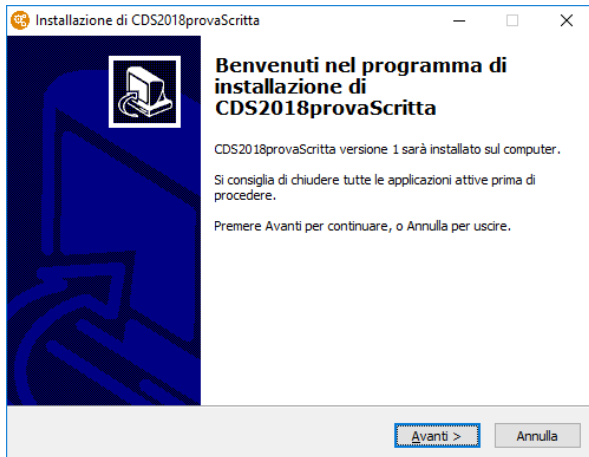 Installazione di CDS2018provaScritta
Benvenuti nel programma di
installazione di
CDS2018provaScritta
CDS2018provaScritta versione 1 sarà installato sul computer.
Si consiglia di chiudere tutte le applicazioni attive prima di
procedere.
Premere Avanti per continuare, o Annulla per uscire.
Avanti >
Annulla